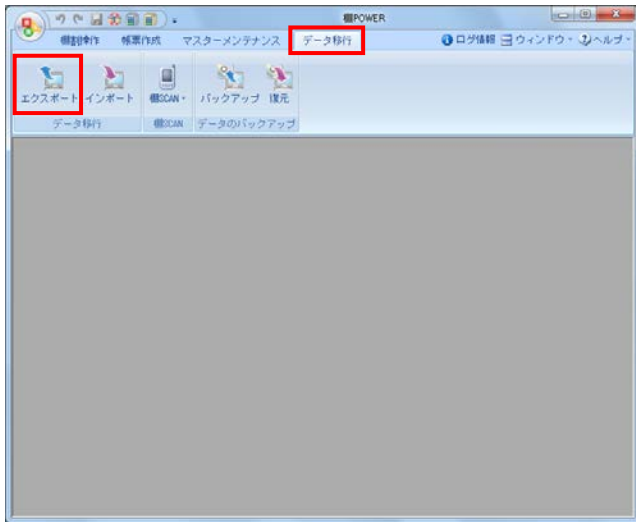 棚POWER
棚割操作 帳票作成 マスターメンテナンス データ移行 ログ情報 ウィンドウ ヘルプ
エクスポート インポート 棚SCAN バックアップ 復元
データ移行 棚SCAN データのバックアップ